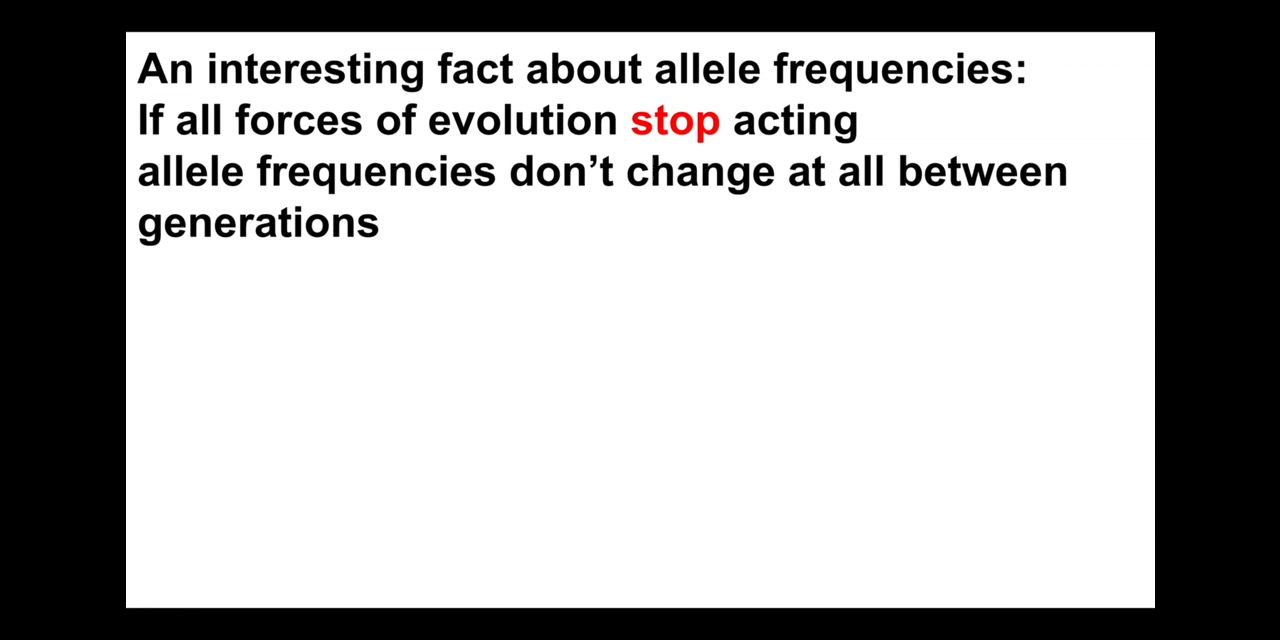 An interesting fact about allele frequencies:
If all forces of evolution stop acting
allele frequencies don’t change at all between
generations